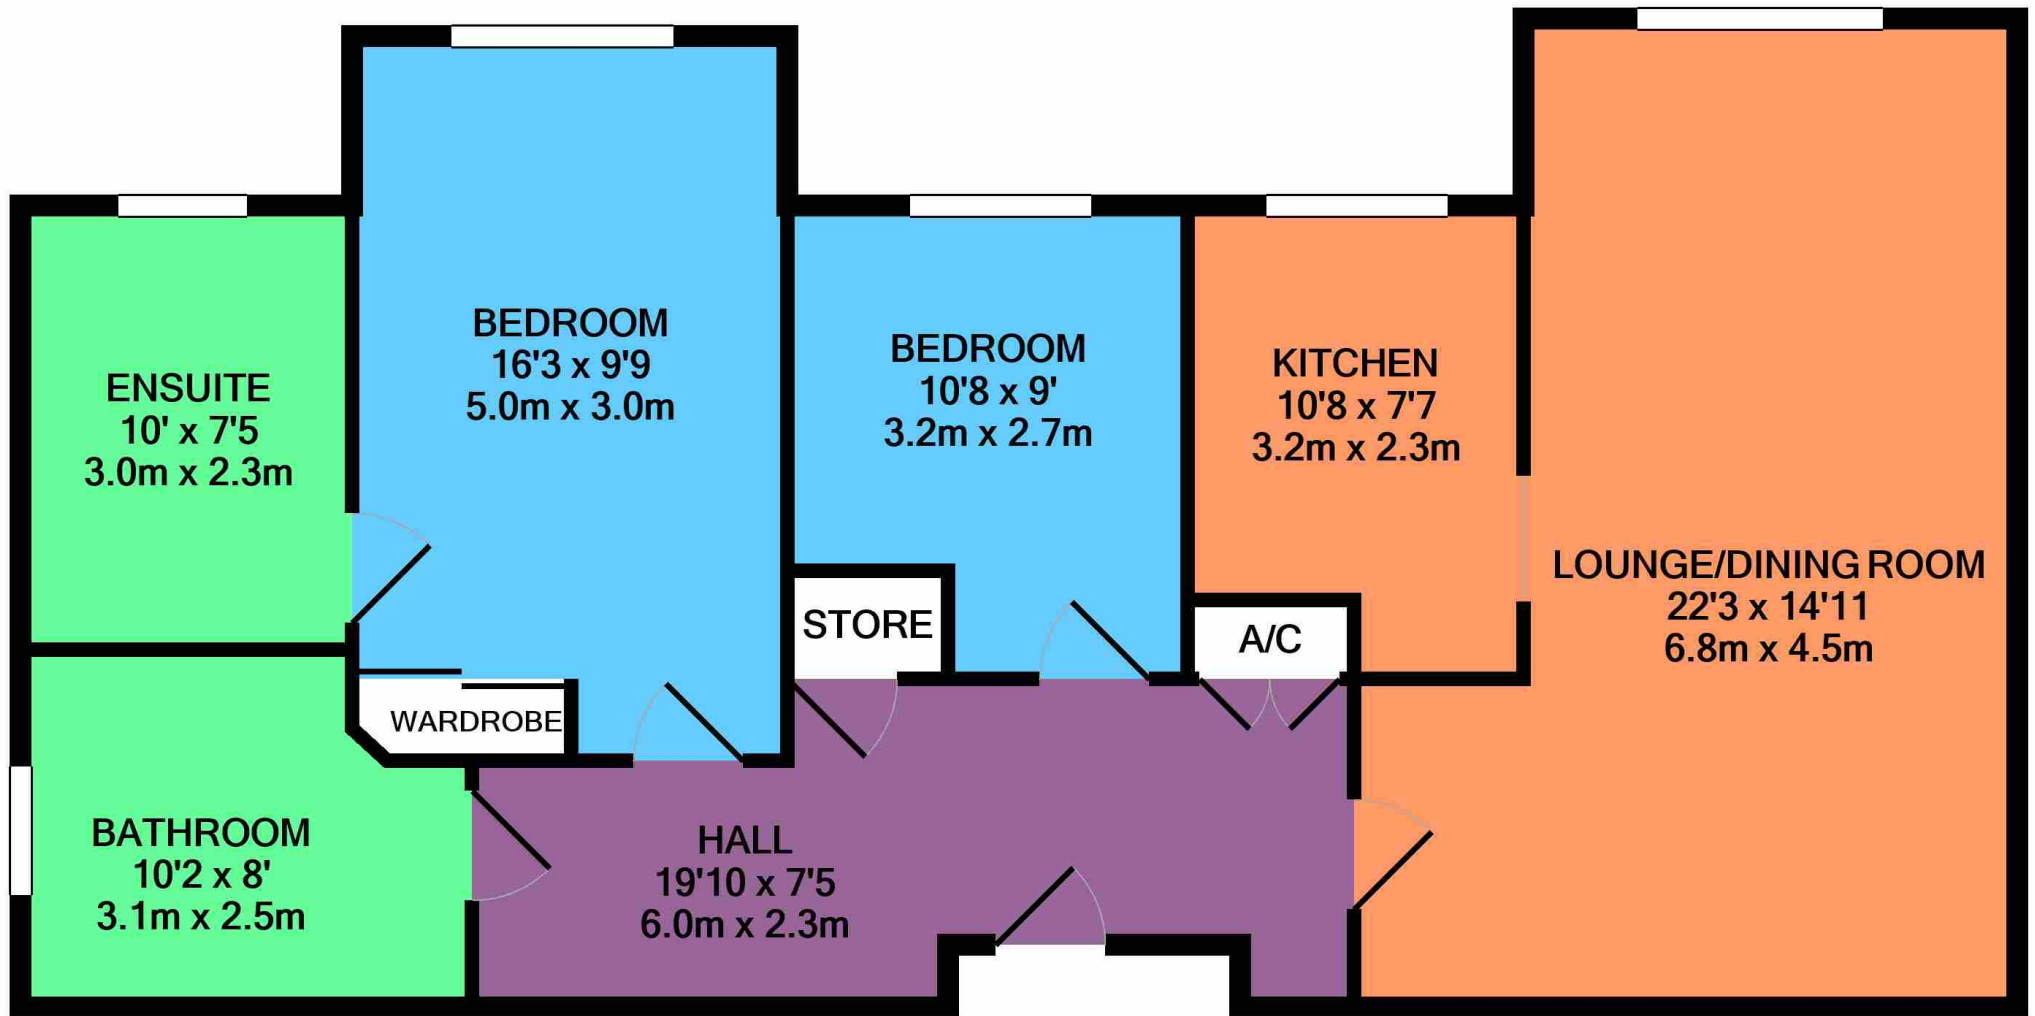 BEDROOM
16'3 x 9'9
5.0m x 3.0m
BEDROOM
10'8 x 9'
3.2m x 2.7m
KITCHEN
10'8 x 7'7
3.2m x 2.3m
ENSUITE
10' x 7'5
3.0m x 2.3m
LOUNGE/DINING ROOM
22'3 x 14'11
6.8m x 4.5m
STORE
A/C
WARDROBE
BATHROOM
10'2 x 8'
3.1m x 2.5m
HALL
19'10 x 7'5
6.0m x 2.3m